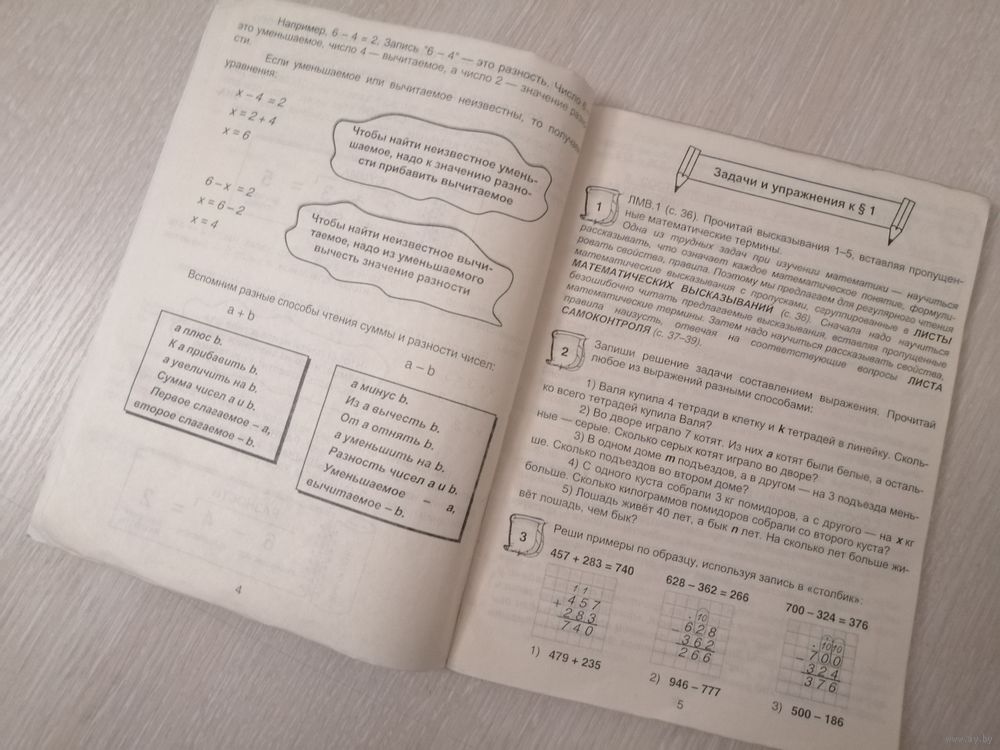 Например, 6 – 4 = 2. Запись "6 – 4" — это разность. Число 6 —
это уменьшаемое, число 4 — вычитаемое, а число 2 — значение разно-
сти.
Если уменьшаемое или вычитаемое неизвестны, то
уравнения:
x – 4 = 2
x = 2 + 4
x = 6
Чтобы найти неизвестное умень-
шаемое, надо к значению разно-
сти прибавить вычитаемое
6 – x = 2
x = 6 – 2
x = 4
Чтобы найти неизвестное вычи-
таемое, надо из уменьшаемого
вычесть значение разности
Вспомним разные способы чтения суммы и разности чисел:
a + b
a – b
a плюс b.
К a прибавить b.
a увеличить на b.
Сумма чисел a и b.
Первое слагаемое – a,
второе слагаемое – b.
a минус b.
Из a вычесть b.
От a отнять b.
a уменьшить на b.
Разность чисел a и b.
Уменьшаемое – a,
вычитаемое – b.
4
Задачи и упражнения к § 1
1
ЛМВ.1 (с. 36). Прочитай высказывания 1–5, вставляя пропущен-
ные математические термины.
Одна из трудных задач при изучении математики — научиться
рассказывать, что означает каждое математическое понятие, формули-
ровать свойства, правила. Поэтому мы предлагаем для регулярного чтения
математические высказывания с пропусками, сгруппированные в ЛИСТЫ
МАТЕМАТИЧЕСКИХ ВЫСКАЗЫВАНИЙ (с. 36). Сначала надо научиться
безошибочно читать предлагаемые высказывания, вставляя пропущенные
математические термины. Затем надо научиться рассказывать свойства,
правила наизусть, отвечая на соответствующие вопросы ЛИСТА
САМОКОНТРОЛЯ (с. 37–39).
2
Запиши решение задачи составлением выражения. Прочитай
любое из выражений разными способами:
1) Валя купила 4 тетради в клетку и k тетрадей в линейку. Сколь-
ко всего тетрадей купила Валя?
2) Во дворе играло 7 котят. Из них a котят были белые, а осталь-
ные — серые. Сколько серых котят играло во дворе?
3) В одном доме m подъездов, а в другом — на 3 подъезда мень-
ше. Сколько подъездов во втором доме?
4) С одного куста собрали 3 кг помидоров, а с другого — на x кг
больше. Сколько килограммов помидоров собрали со второго куста?
5) Лошадь живёт 40 лет, а бык n лет. На сколько лет больше жи-
вёт лошадь, чем бык?
3
Реши примеры по образцу, используя запись в «столбик»:
457 + 283 = 740
628 – 362 = 266
700 – 324 = 376
1 1
+ 457
283
740
. 10
– 628
362
266
. 10 10
– 700
324
376
1) 479 + 235
2) 946 – 777
3) 500 – 186
5
www.ay.by